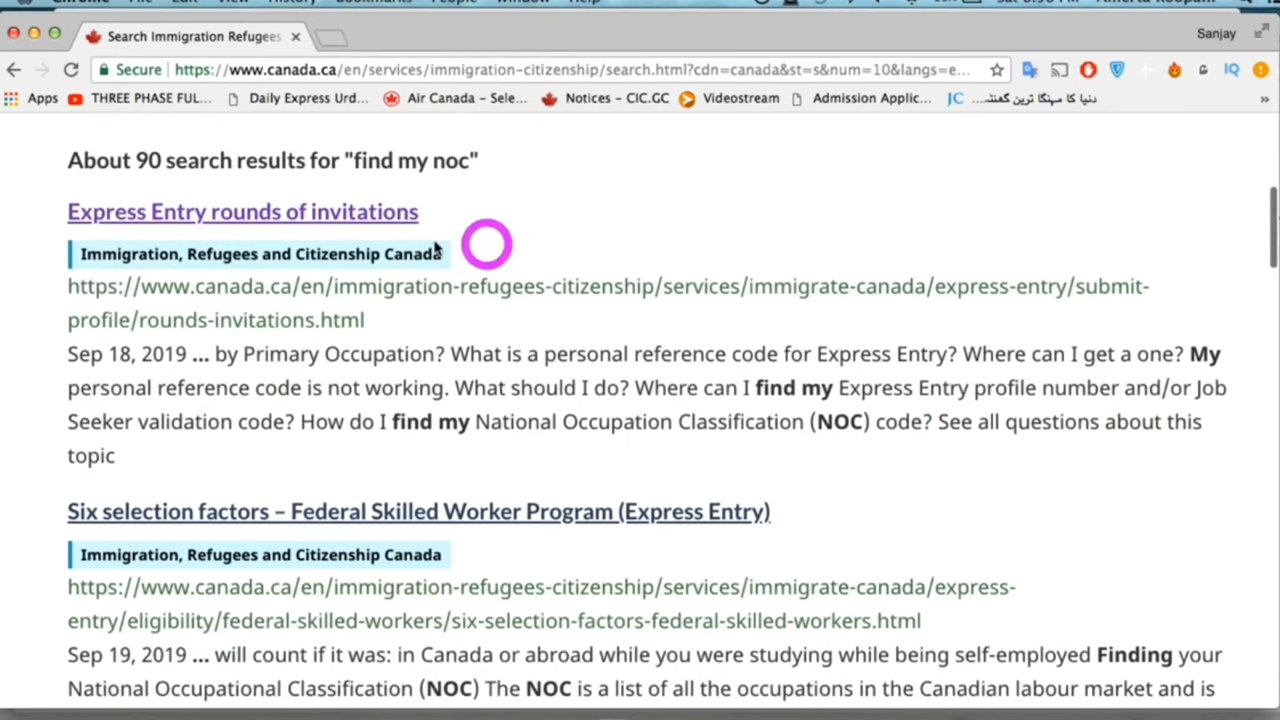 Search Immigration Refugees
Sanjay
Secure https://www.canada.ca/en/services/immigration-citizenship/search.html?cdn=canada&st=s&num=10&langs=e...
Apps THREE PHASE FUL... Daily Express Urd... Air Canada – Sele... Notices – CIC.GC Videostream Admission Applic... دنیا کا مہنگا ترین گھنٹہ...
About 90 search results for "find my noc"
Express Entry rounds of invitations
Immigration, Refugees and Citizenship Canada
https://www.canada.ca/en/immigration-refugees-citizenship/services/immigrate-canada/express-entry/submit-
profile/rounds-invitations.html
Sep 18, 2019 ... by Primary Occupation? What is a personal reference code for Express Entry? Where can I get a one? My
personal reference code is not working. What should I do? Where can I find my Express Entry profile number and/or Job
Seeker validation code? How do I find my National Occupation Classification (NOC) code? See all questions about this
topic
Six selection factors – Federal Skilled Worker Program (Express Entry)
Immigration, Refugees and Citizenship Canada
https://www.canada.ca/en/immigration-refugees-citizenship/services/immigrate-canada/express-
entry/eligibility/federal-skilled-workers/six-selection-factors-federal-skilled-workers.html
Sep 19, 2019 ... will count if it was: in Canada or abroad while you were studying while being self-employed Finding your
National Occupational Classification (NOC) The NOC is a list of all the occupations in the Canadian labour market and is